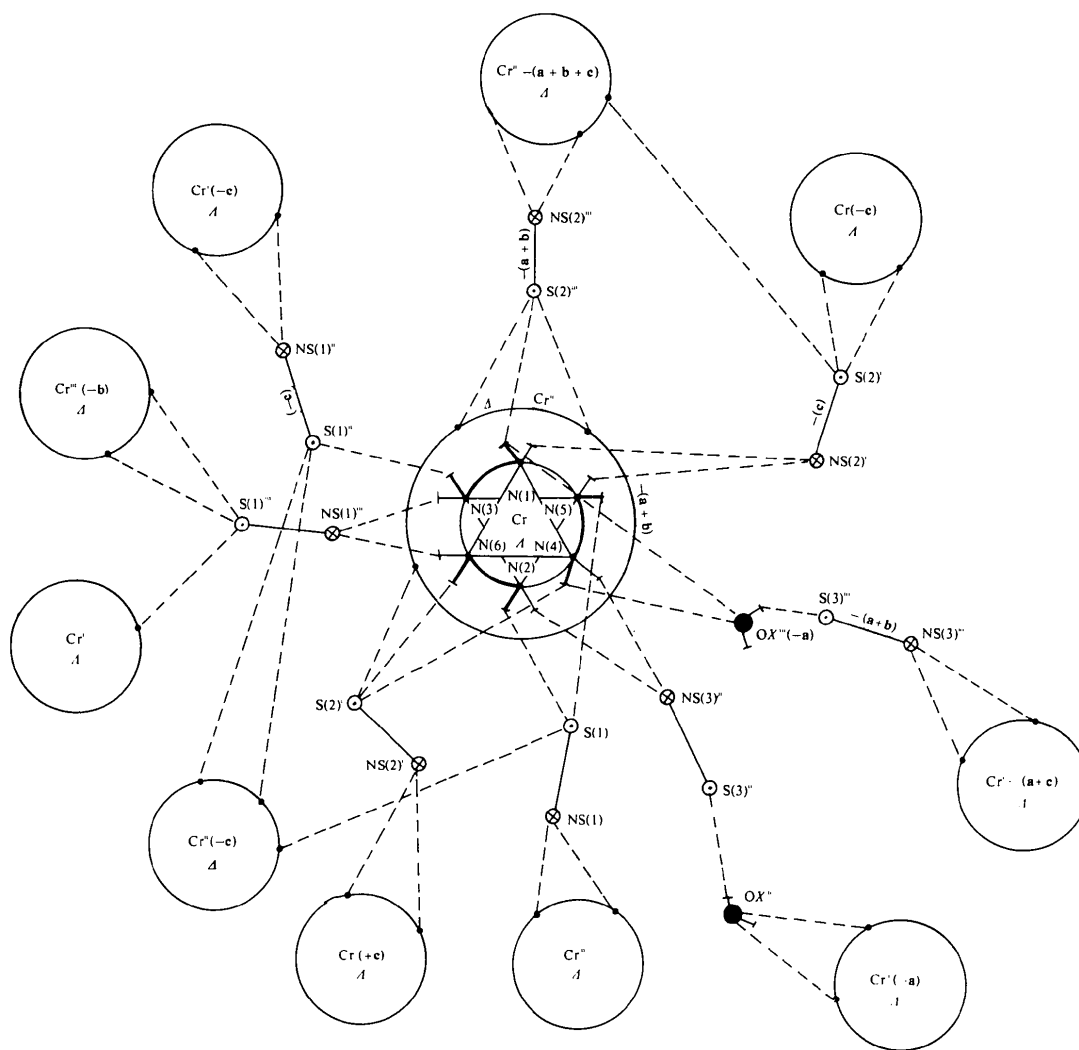 Cr'' –(a + b + c)
Δ
Cr' (–c)
Λ
Cr(–c)
Λ
NS(2)'''
–(a + b)
S(2)'''
NS(1)''
(–c)
S(1)''
Cr''' (–b)
Δ
S(2)'
–(c)
NS(2)'
Δ
Cr''
–(a + b)
S(1)'''
NS(1)'''
N(3)
N(1)
N(5)
Cr
Λ
N(6)
N(4)
N(2)
Cr'
Λ
OX'''(–a)
S(3)'''
–(a+b)
NS(3)'''
S(2)'
NS(2)'
S(1)
NS(1)
NS(3)''
S(3)''
Cr' – (a+ c)
Λ
Cr''(–c)
Δ
OX''
Cr (+c)
Λ
Cr''
Δ
Cr' (–a)
Λ